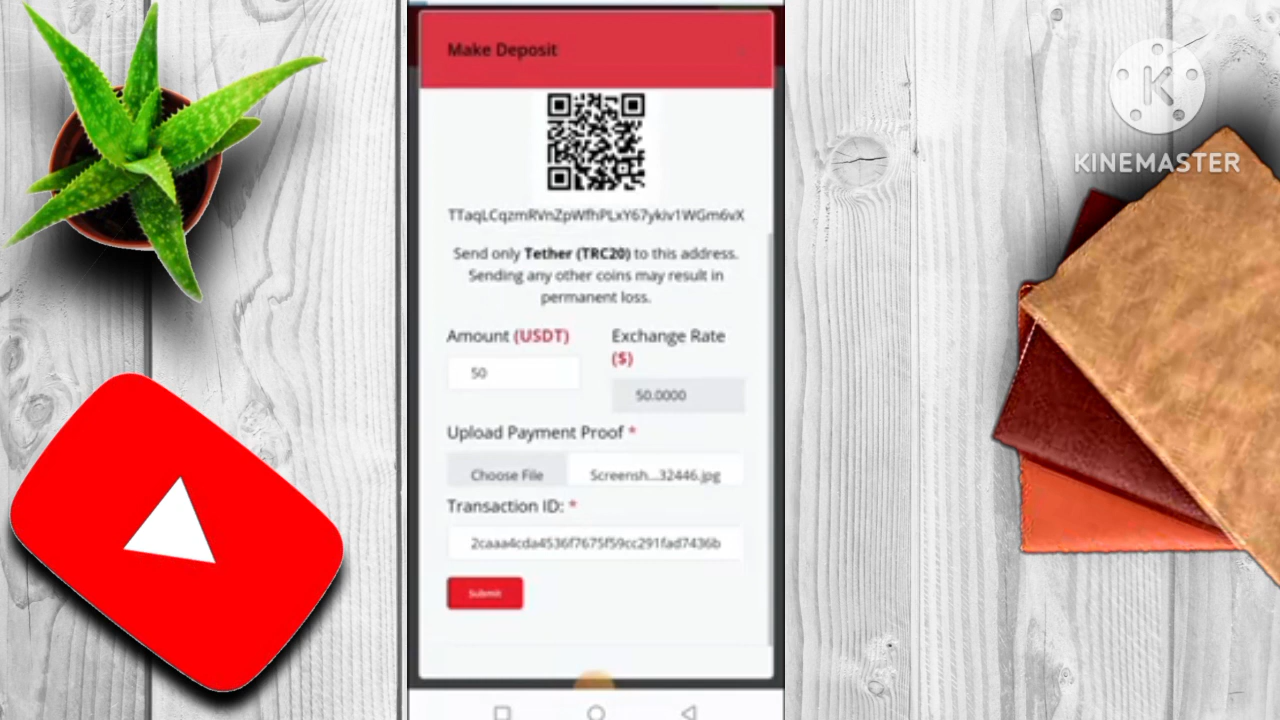 Make Deposit
KINEMASTER
TTaqLCqzmRVnZpWfhPLxY67ykiv1WGm6vX
Send only Tether (TRC20) to this address.
Sending any other coins may result in
permanent loss.
Amount (USDT)
Exchange Rate
($)
50
50.0000
Upload Payment Proof *
Choose File
Screensh...32446.jpg
Transaction ID: *
2caaa4cda4536f7675f59cc291fad7436b
Submit